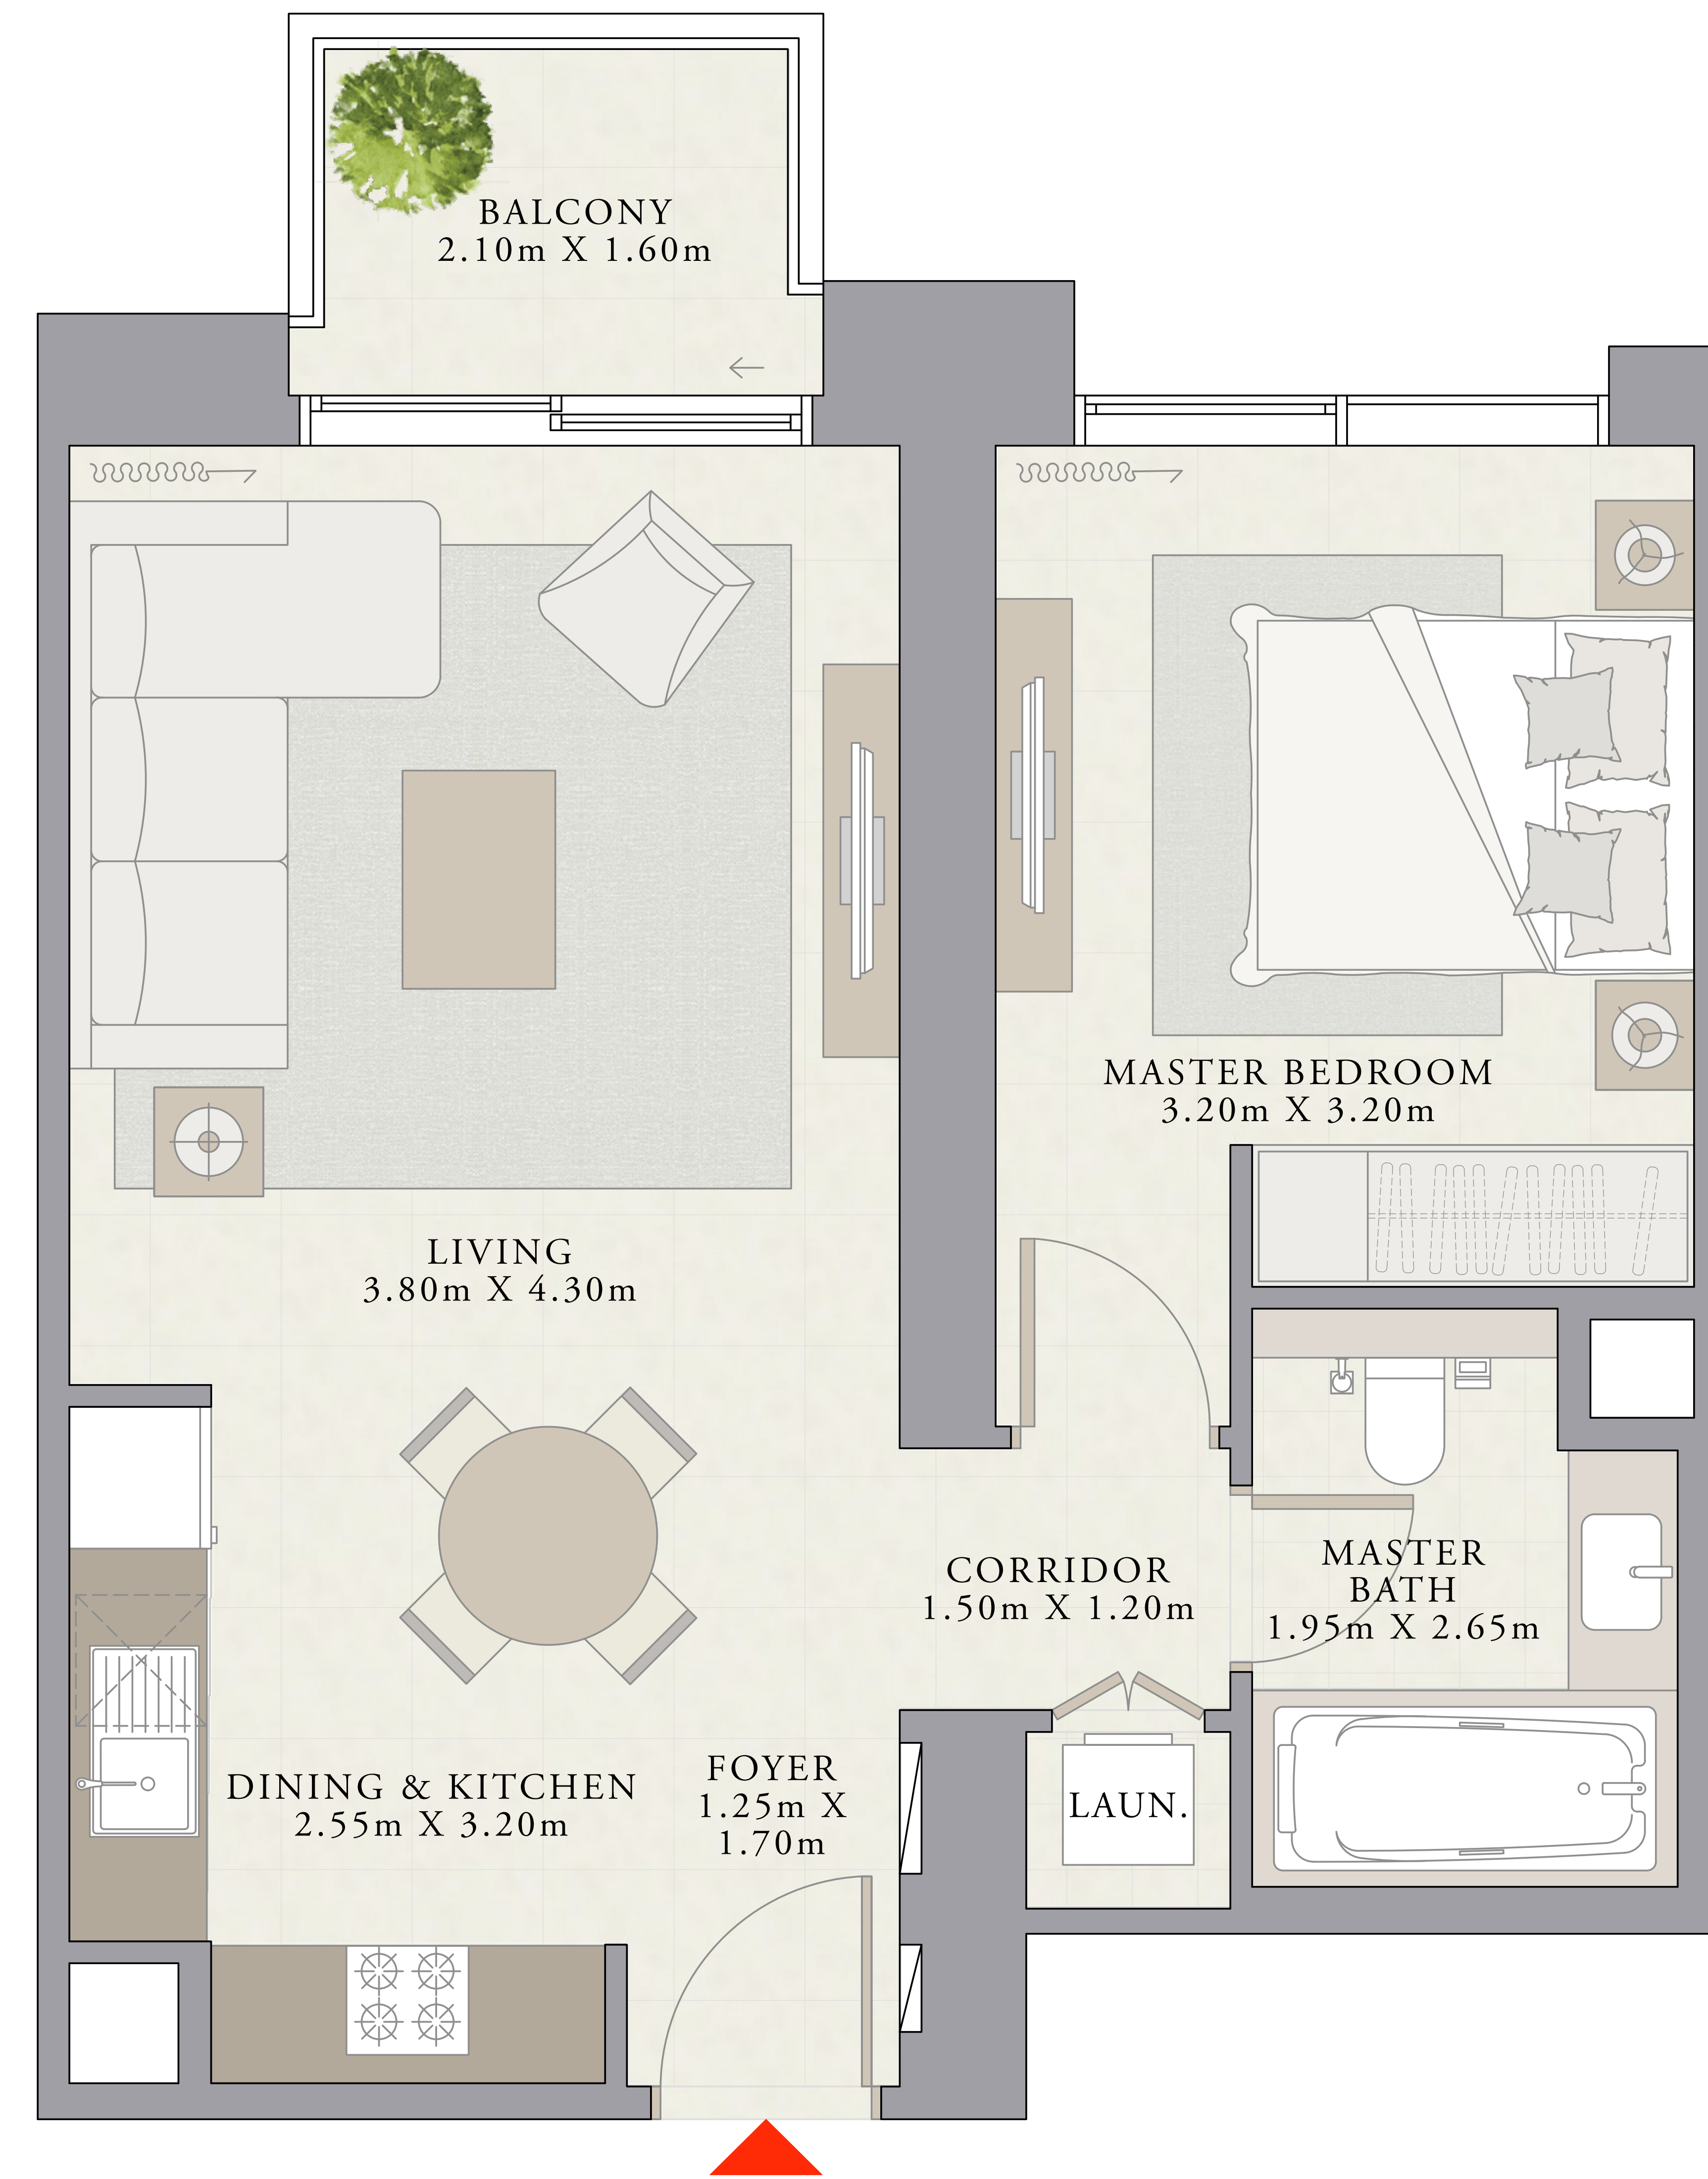 BALCONY
2.10m X 1.60m
MASTER BEDROOM
3.20m X 3.20m
LIVING
3.80m X 4.30m
CORRIDOR
1.50m X 1.20m
MASTER
BATH
1.95m X 2.65m
DINING & KITCHEN
2.55m X 3.20m
FOYER
1.25m X
1.70m
LAUN.